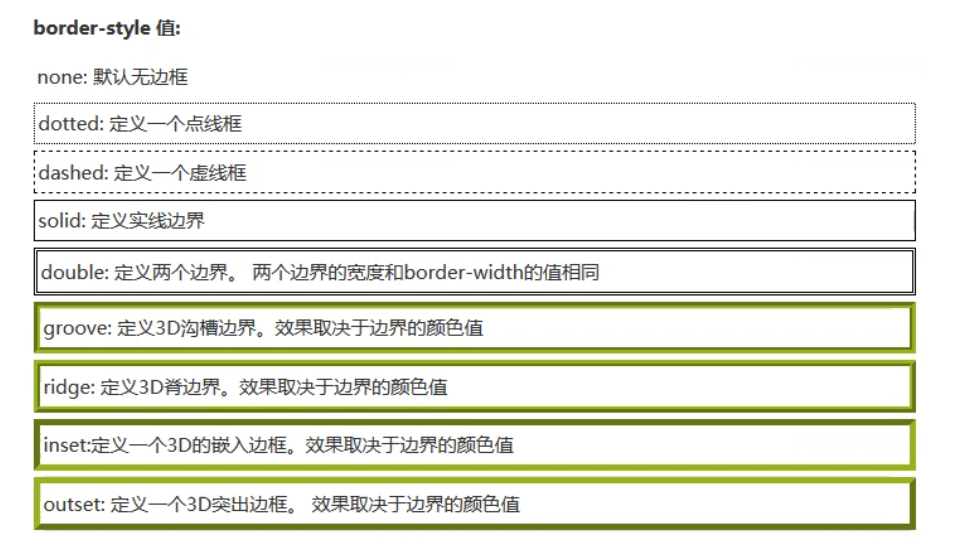 border-style 值:
none: 默认无边框
dotted: 定义一个点线框
dashed: 定义一个虚线框
solid: 定义实线边界
double: 定义两个边界。 两个边界的宽度和border-width的值相同
groove: 定义3D沟槽边界。效果取决于边界的颜色值
ridge: 定义3D脊边界。效果取决于边界的颜色值
inset:定义一个3D的嵌入边框。效果取决于边界的颜色值
outset: 定义一个3D突出边框。 效果取决于边界的颜色值